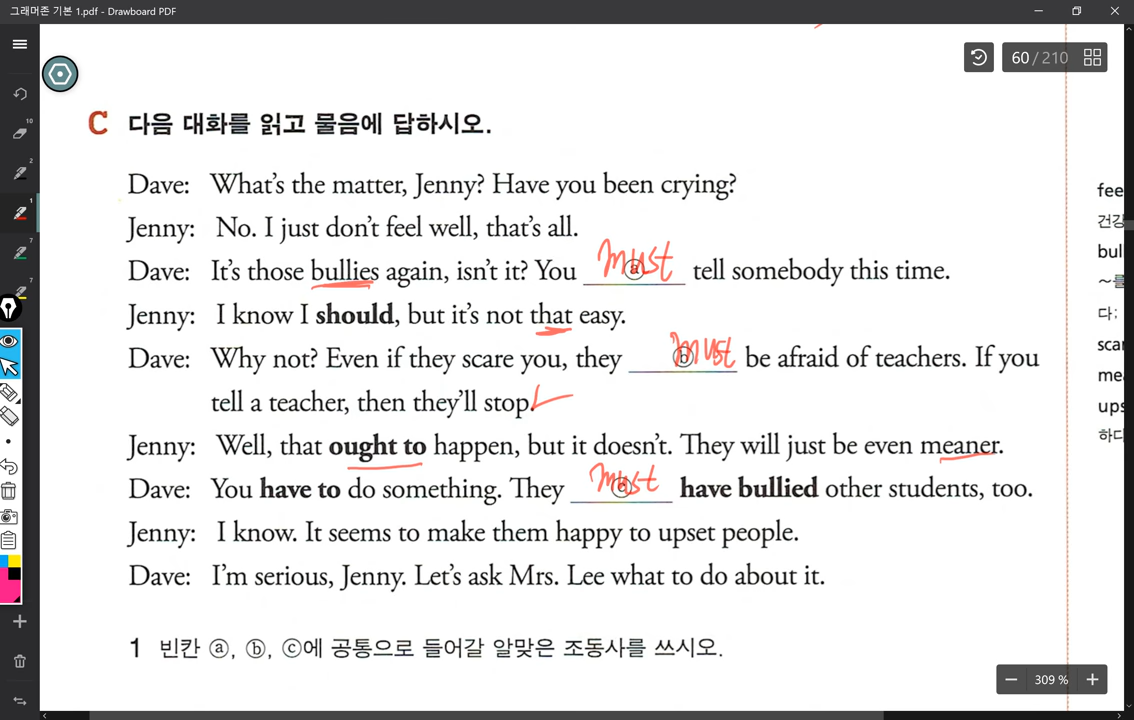 그래머존 기본 1.pdf - Drawboard PDF
60 / 210
C 다음 대화를 읽고 물음에 답하시오.
Dave: What's the matter, Jenny? Have you been crying?
Jenny: No. I just don't feel well, that's all.
Dave: It's those bullies again, isn't it? You ⓐ must tell somebody this time.
Jenny: I know I should, but it's not that easy.
Dave: Why not? Even if they scare you, they ⓑ must be afraid of teachers. If you
tell a teacher, then they'll stop.
Jenny: Well, that ought to happen, but it doesn't. They will just be even meaner.
Dave: You have to do something. They ⓒ must have bullied other students, too.
Jenny: I know. It seems to make them happy to upset people.
Dave: I'm serious, Jenny. Let's ask Mrs. Lee what to do about it.
1 빈칸 ⓐ, ⓑ, ⓒ에 공통으로 들어갈 알맞은 조동사를 쓰시오.
fee
건강
bul
~를
다;
scar
me
ups
하다
10
2
1
7
7
309 %